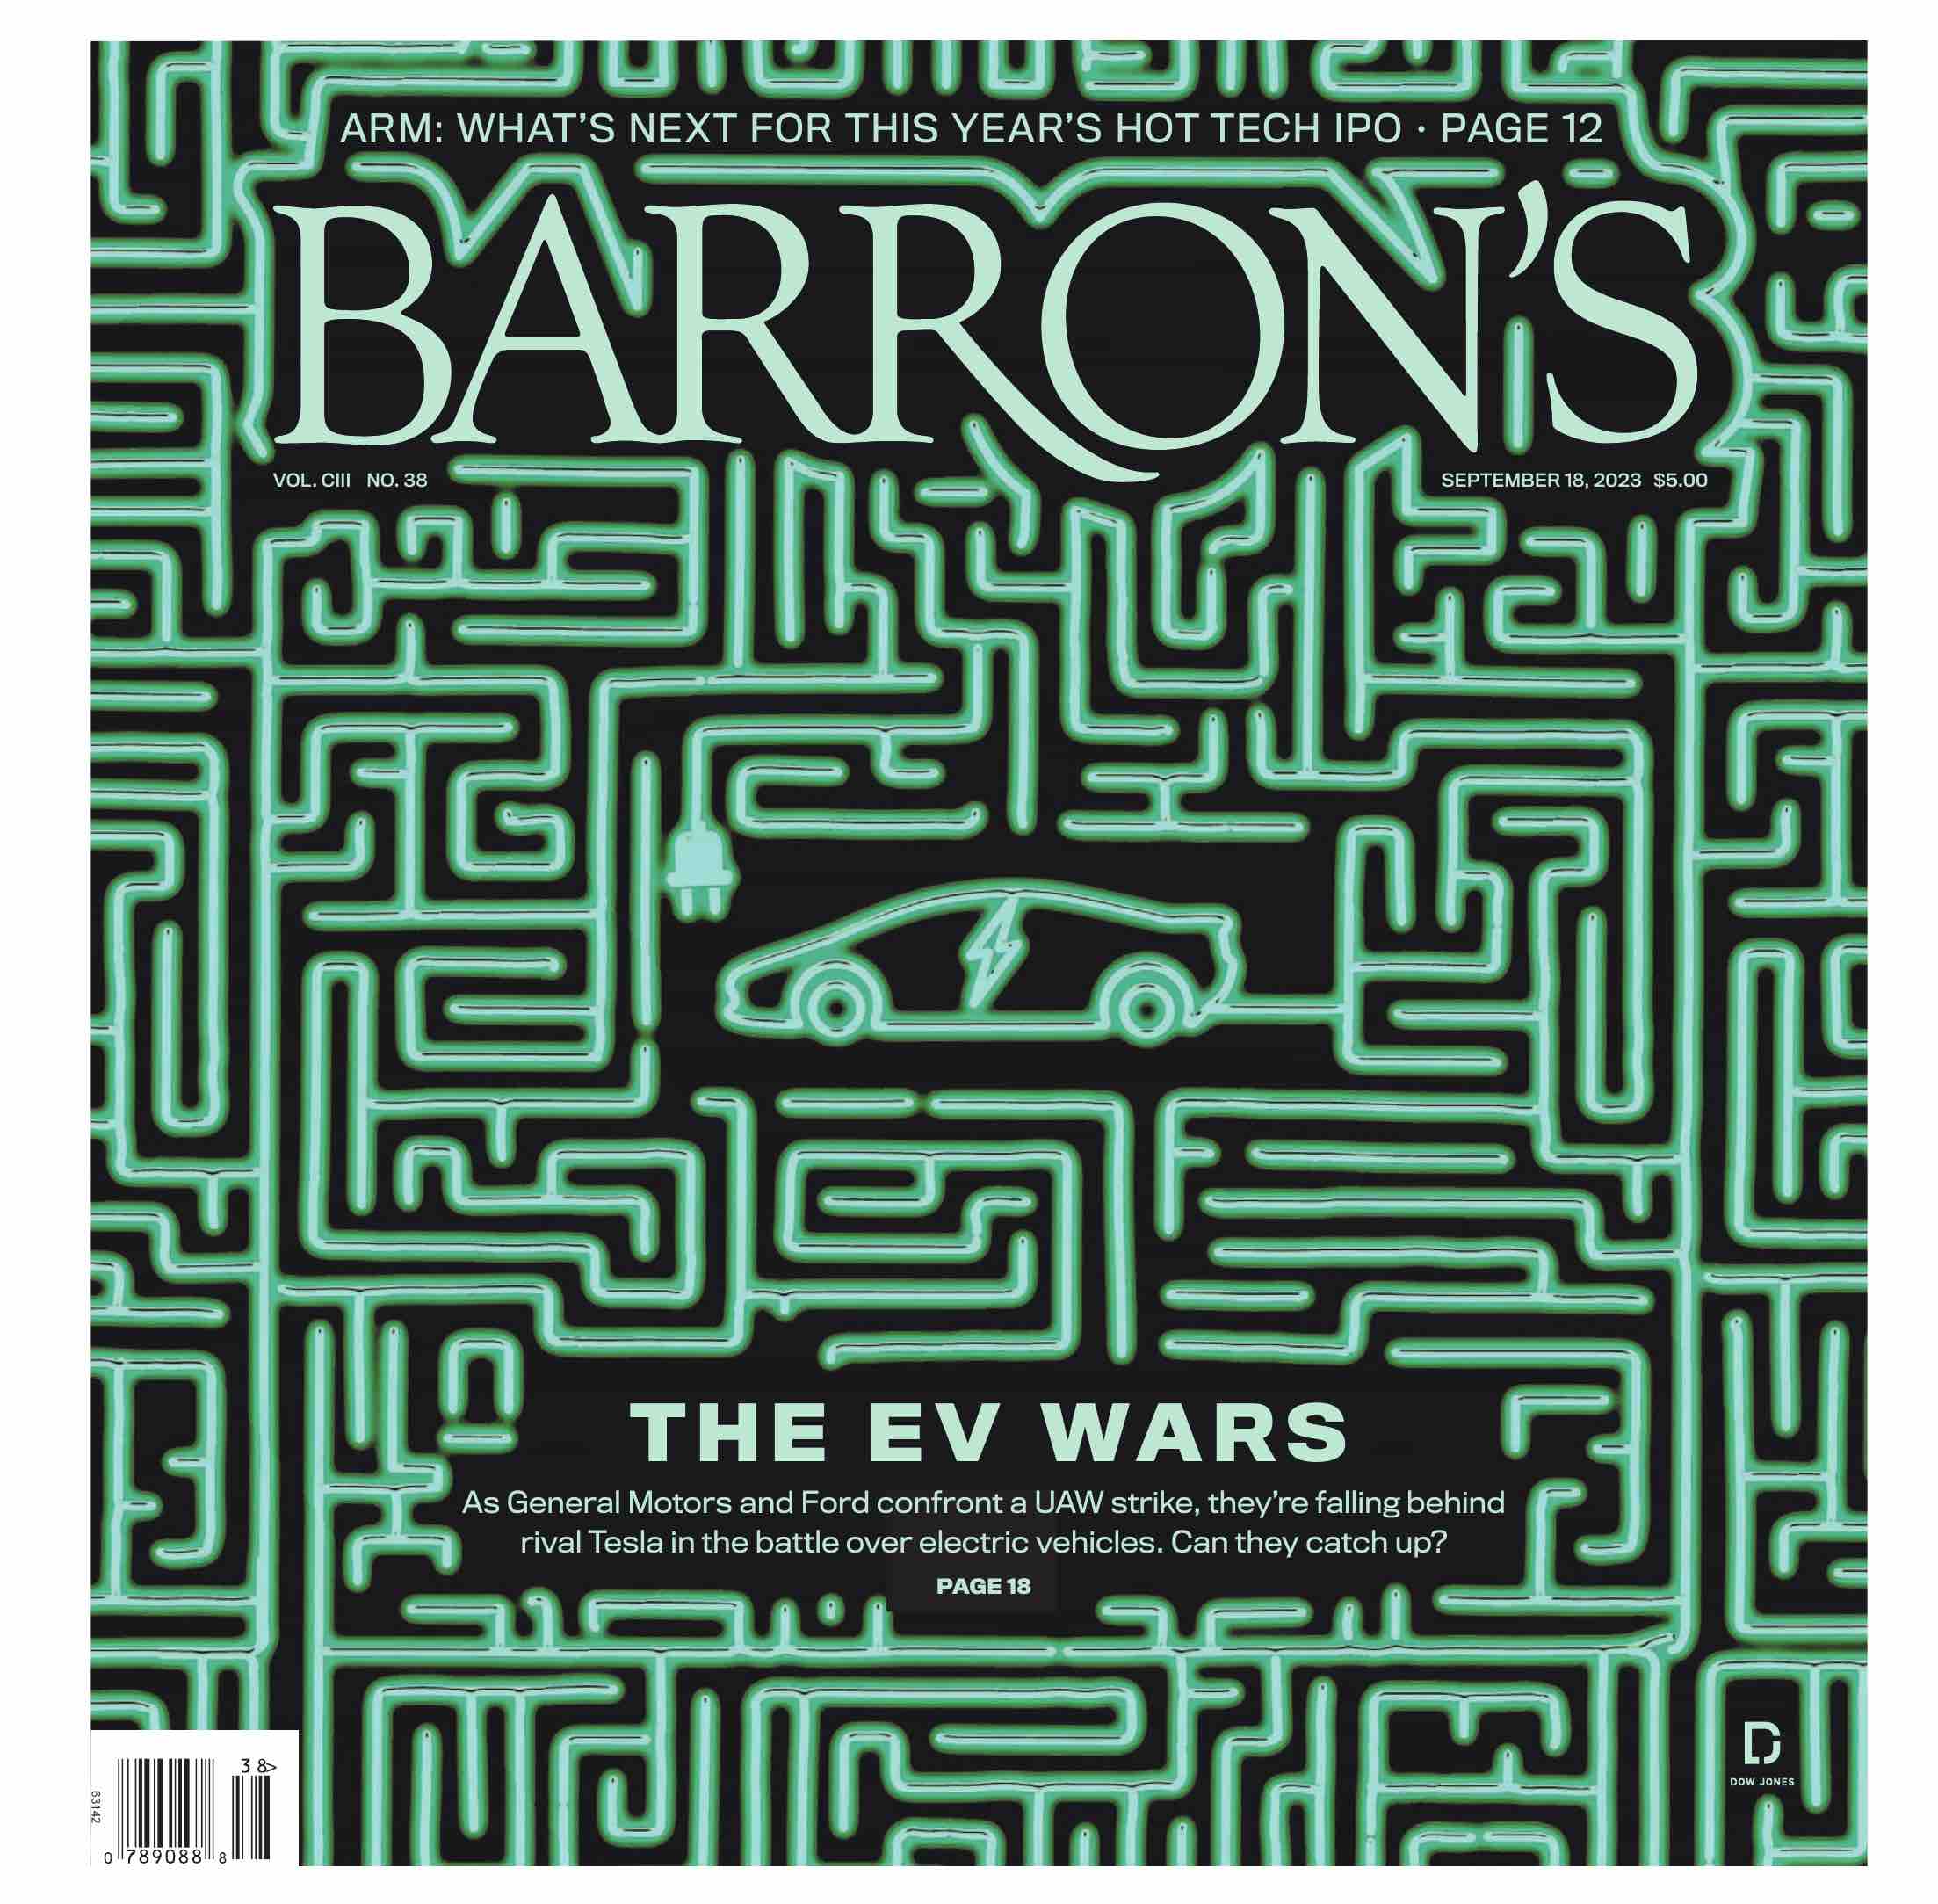 ARM: WHAT’S NEXT FOR THIS YEAR’S HOT TECH IPO • PAGE 12
BARRON’S
VOL. CIII NO. 38
SEPTEMBER 18, 2023 $5.00
THE EV WARS
As General Motors and Ford confront a UAW strike, they’re falling behind
rival Tesla in the battle over electric vehicles. Can they catch up?
PAGE 18
38>
63142
0 789088 8
DOW JONES